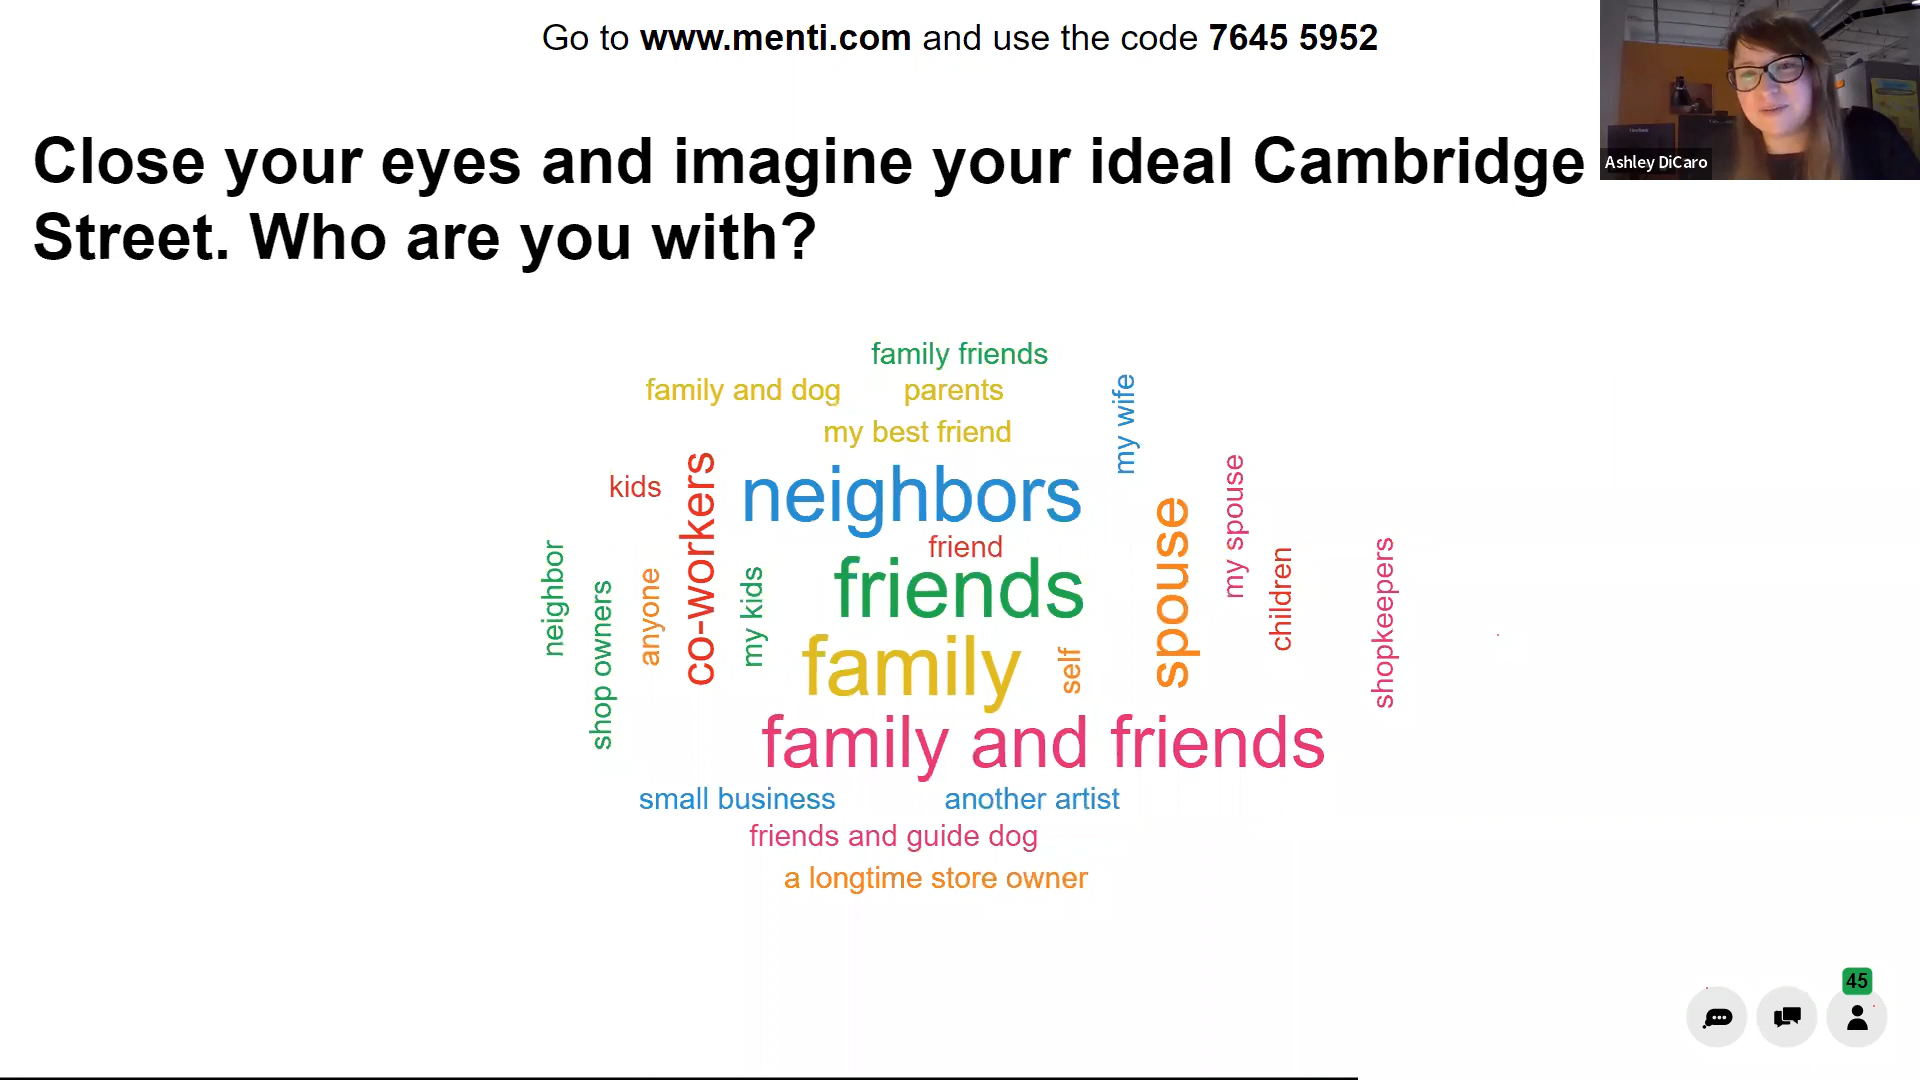 Go to www.menti.com and use the code 7645 5952
Ashley DiCaro
Close your eyes and imagine your ideal Cambridge
Street. Who are you with?
family friends
family and dog
parents
my wife
my best friend
kids
co-workers
neighbors
spouse
my spouse
friend
neighbor
shop owners
anyone
my kids
friends
children
shopkeepers
family
self
family and friends
small business
another artist
friends and guide dog
a longtime store owner
45